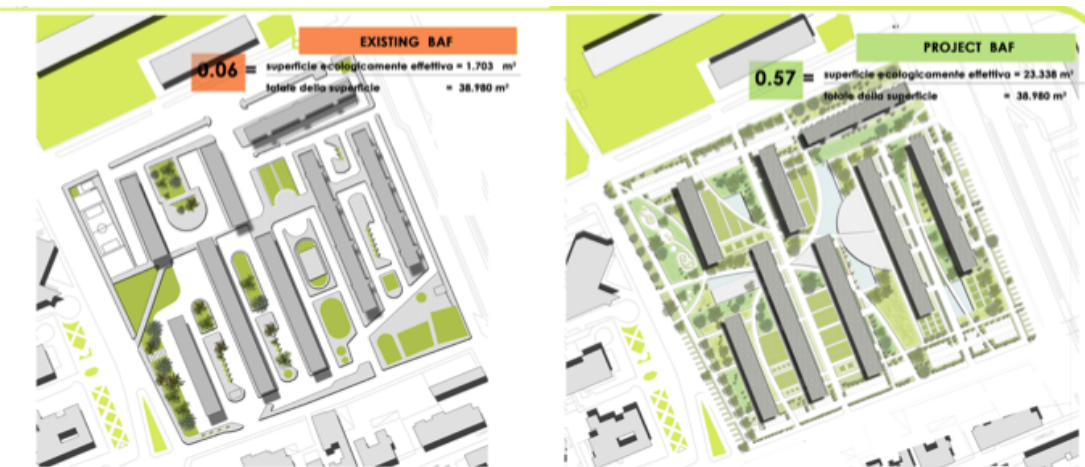 EXISTING BAF
0.06 = superficie ecologicamente effettiva = 1.703 m²
totale della superficie = 38.980 m²
PROJECT BAF
0.57 = superficie ecologicamente effettiva = 23.338 m²
totale della superficie = 38.980 m²